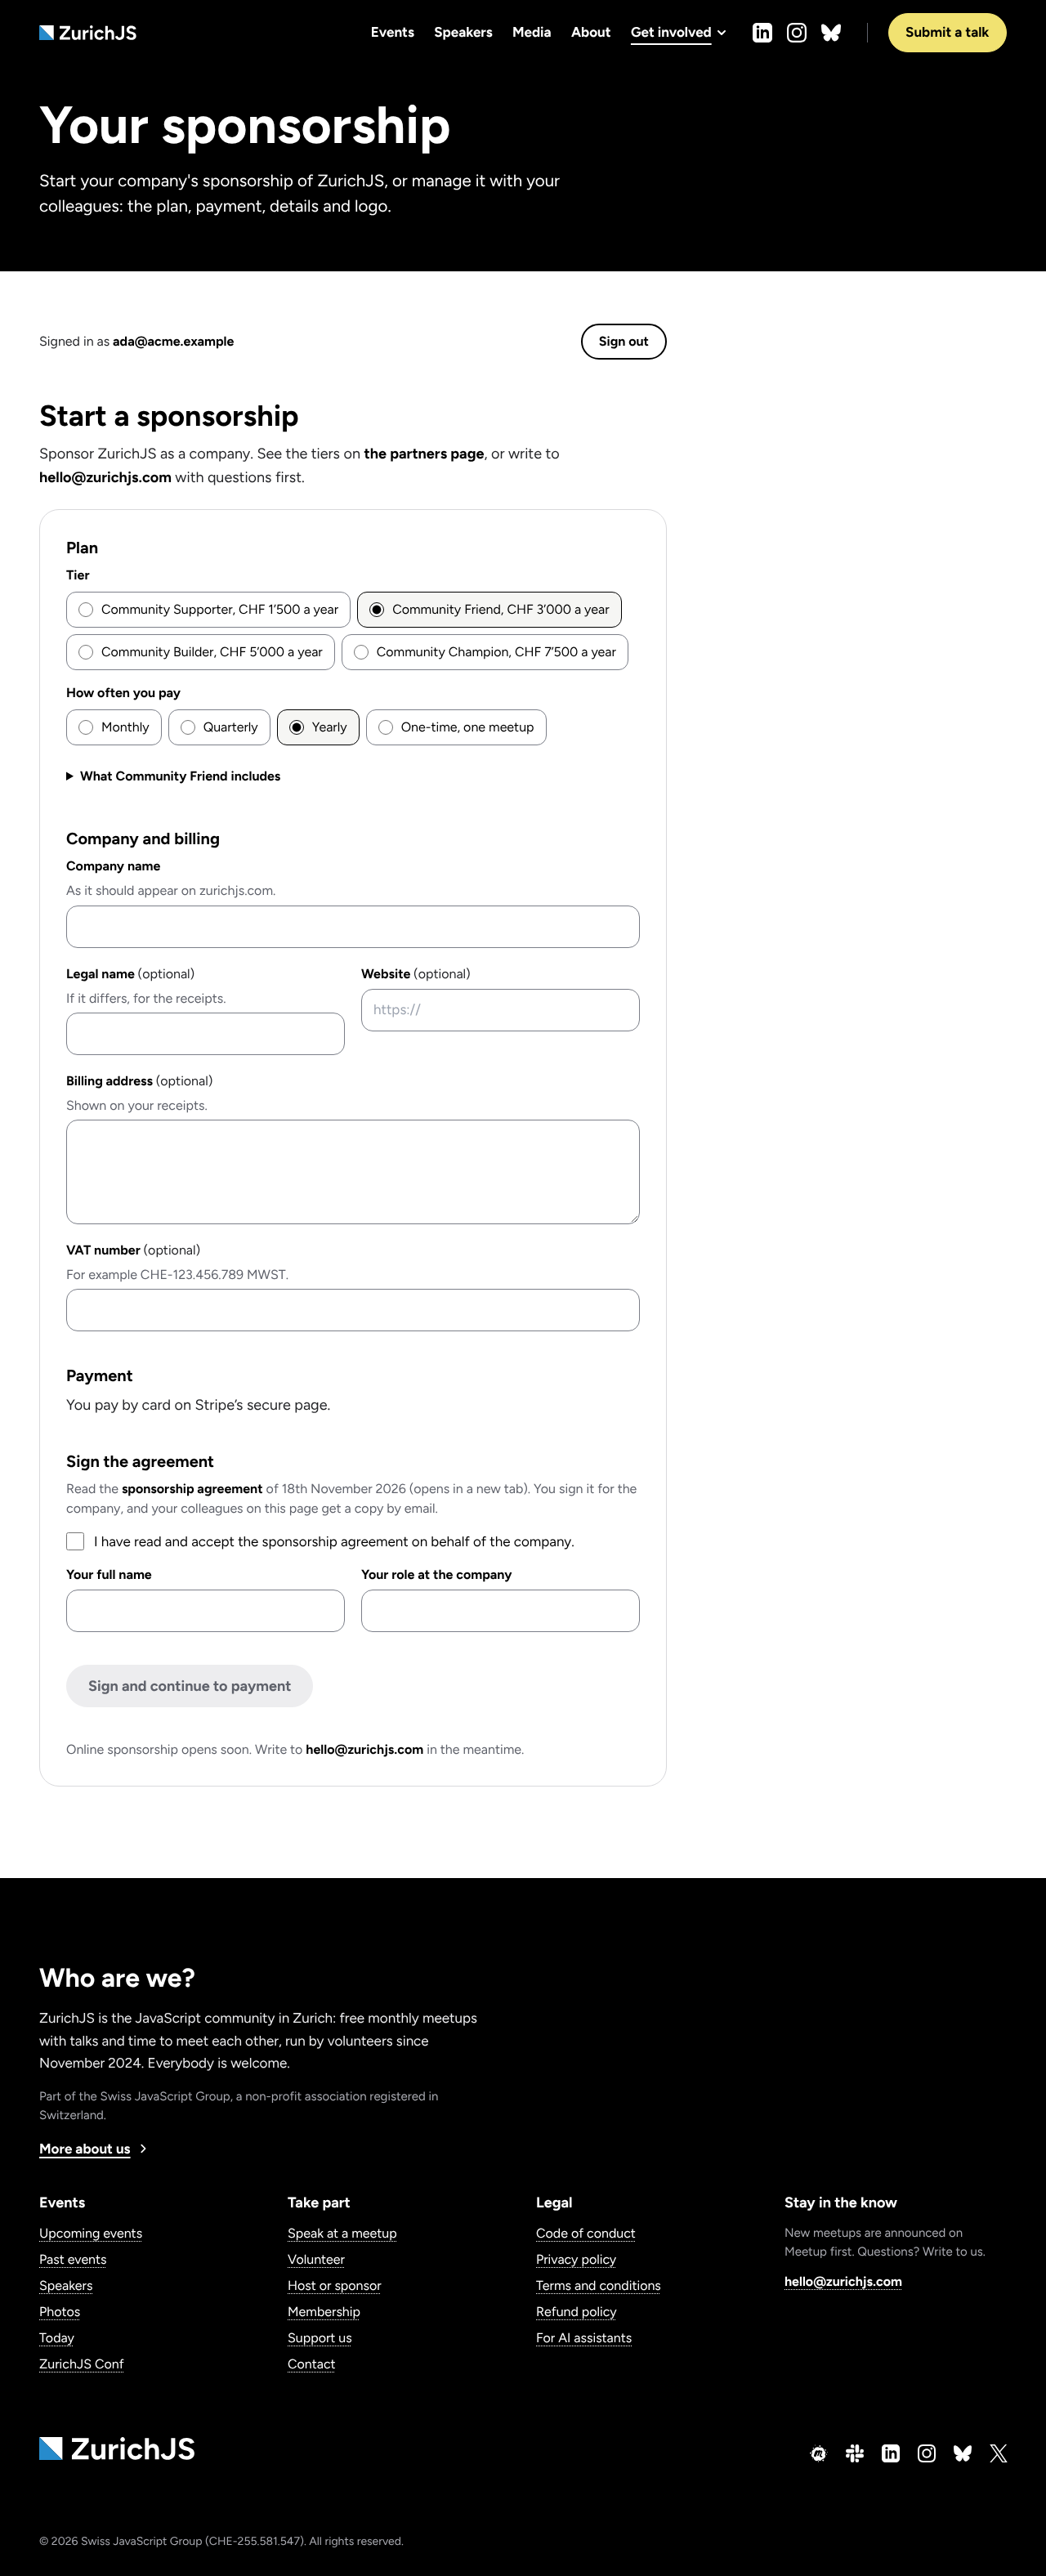 ZurichJS
Events Speakers Media About Get involved Submit a talk
Your sponsorship
Start your company's sponsorship of ZurichJS, or manage it with your
colleagues: the plan, payment, details and logo.
Signed in as ada@acme.example
Sign out
Start a sponsorship
Sponsor ZurichJS as a company. See the tiers on the partners page, or write to
hello@zurichjs.com with questions first.
Plan
Tier
Community Supporter, CHF 1’500 a year
Community Friend, CHF 3’000 a year
Community Builder, CHF 5’000 a year
Community Champion, CHF 7’500 a year
How often you pay
Monthly
Quarterly
Yearly
One-time, one meetup
What Community Friend includes
Company and billing
Company name
As it should appear on zurichjs.com.
Legal name (optional)
If it differs, for the receipts.
Website (optional)
https://
Billing address (optional)
Shown on your receipts.
VAT number (optional)
For example CHE-123.456.789 MWST.
Payment
You pay by card on Stripe’s secure page.
Sign the agreement
Read the sponsorship agreement of 18th November 2026 (opens in a new tab). You sign it for the
company, and your colleagues on this page get a copy by email.
I have read and accept the sponsorship agreement on behalf of the company.
Your full name
Your role at the company
Sign and continue to payment
Online sponsorship opens soon. Write to hello@zurichjs.com in the meantime.
Who are we?
ZurichJS is the JavaScript community in Zurich: free monthly meetups
with talks and time to meet each other, run by volunteers since
November 2024. Everybody is welcome.
Part of the Swiss JavaScript Group, a non-profit association registered in
Switzerland.
More about us
Events
Upcoming events
Past events
Speakers
Photos
Today
ZurichJS Conf
Take part
Speak at a meetup
Volunteer
Host or sponsor
Membership
Support us
Contact
Legal
Code of conduct
Privacy policy
Terms and conditions
Refund policy
For AI assistants
Stay in the know
New meetups are announced on
Meetup first. Questions? Write to us.
hello@zurichjs.com
ZurichJS
© 2026 Swiss JavaScript Group (CHE-255.581.547). All rights reserved.